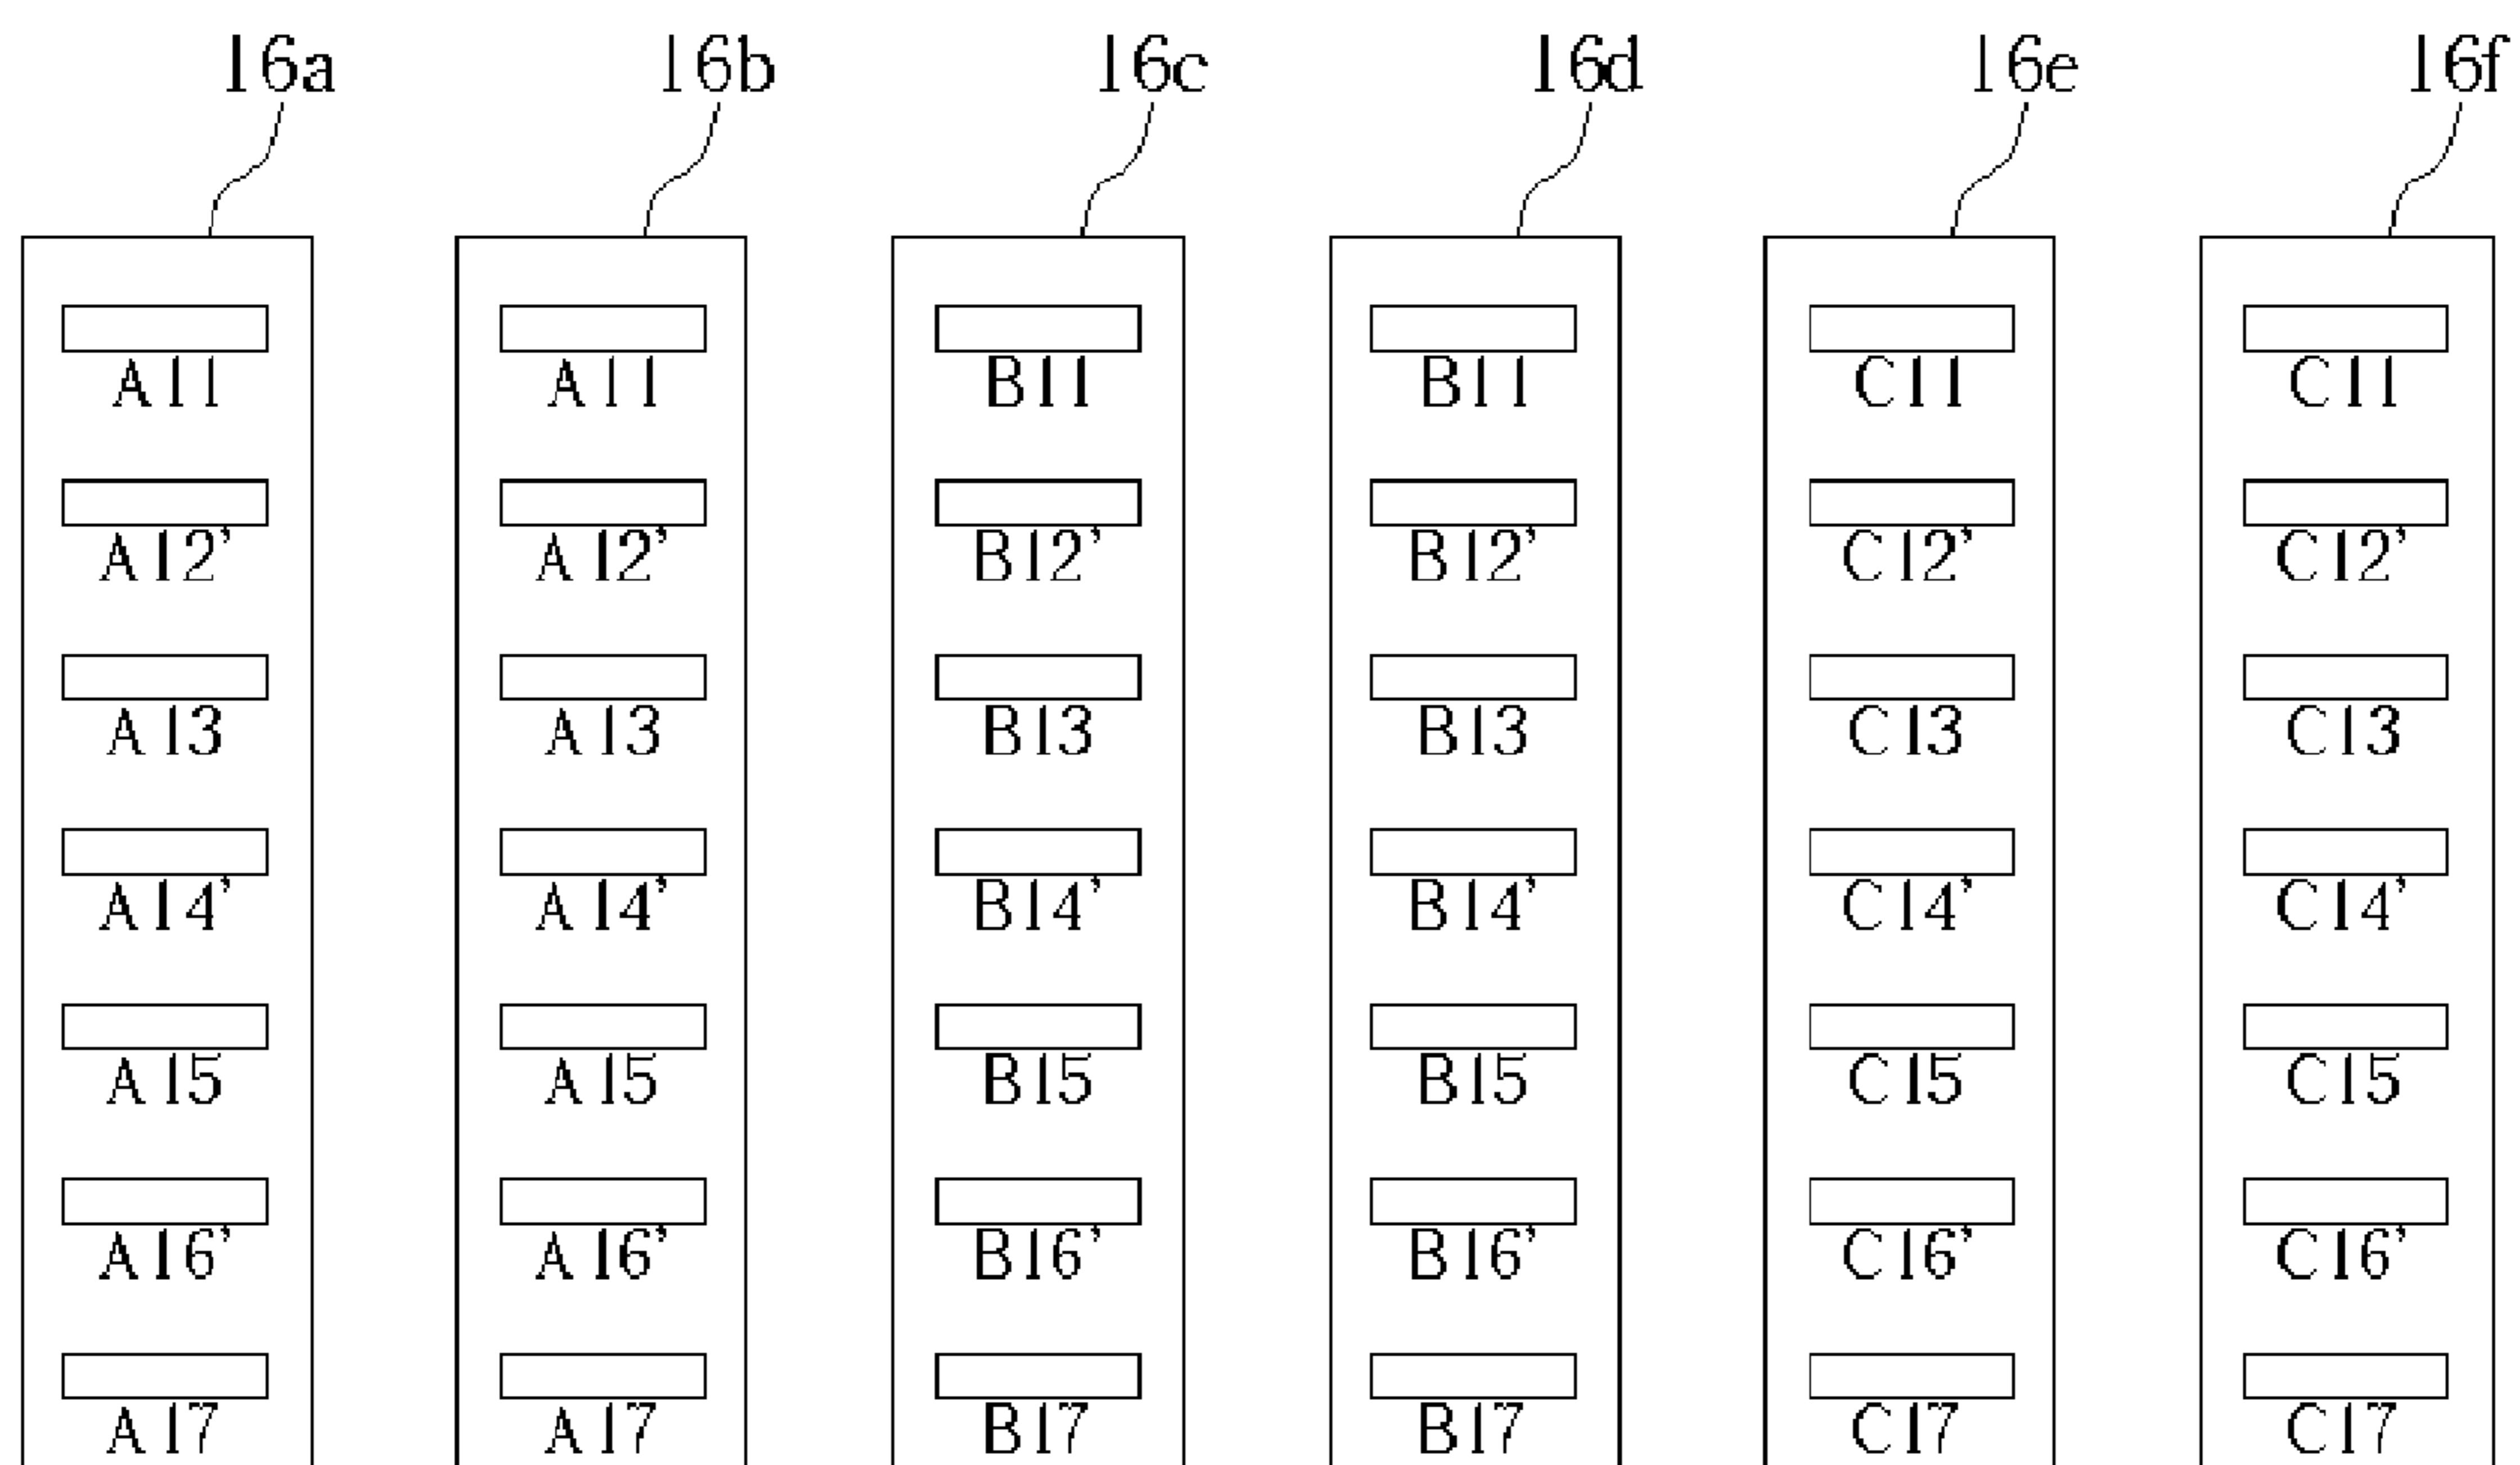 16a 16b 16c 16d 16e 16f
A11 A11 B11 B11 C11 C11
A12' A12' B12' B12' C12' C12'
A13 A13 B13 B13 C13 C13
A14' A14' B14' B14' C14' C14'
A15 A15 B15 B15 C15 C15
A16' A16' B16' B16' C16' C16'
A17 A17 B17 B17 C17 C17